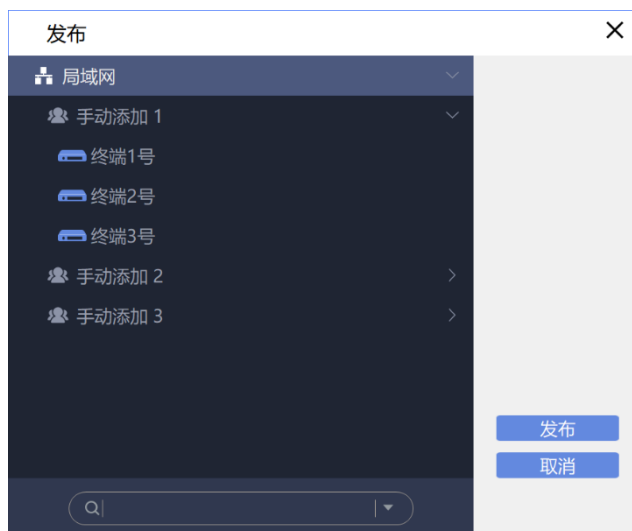 发布
局域网
手动添加 1
终端1号
终端2号
终端3号
手动添加 2
手动添加 3
发布
取消